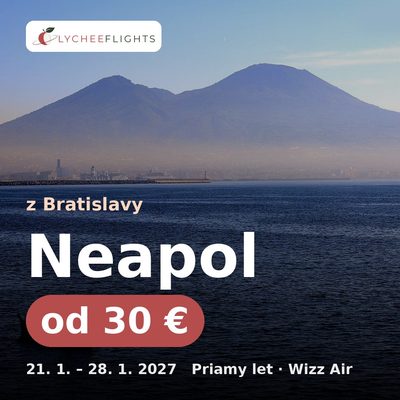 LYCHEEFLIGHTS
z Bratislavy
Neapol
od 30 €
21. 1. – 28. 1. 2027 Priamy let · Wizz Air